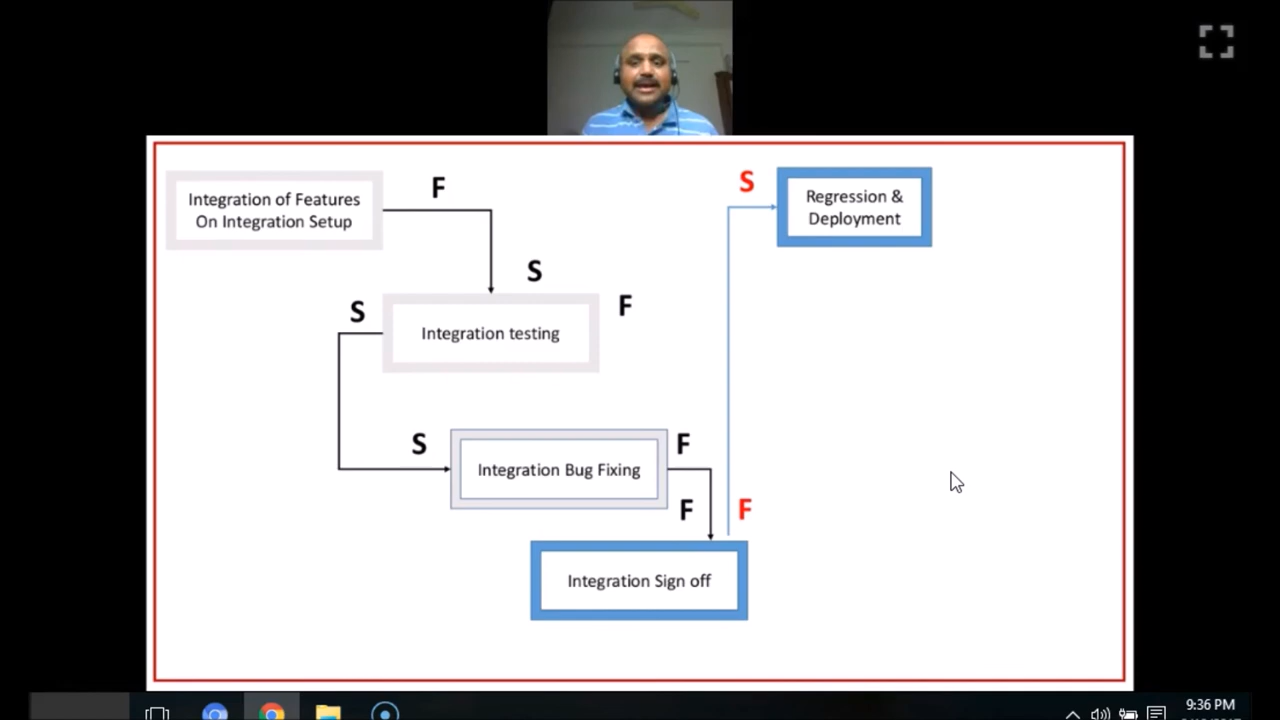 F
S
Integration of Features
On Integration Setup
Regression &
Deployment
S
F
S
Integration testing
S
F
Integration Bug Fixing
F
F
Integration Sign off
9:36 PM